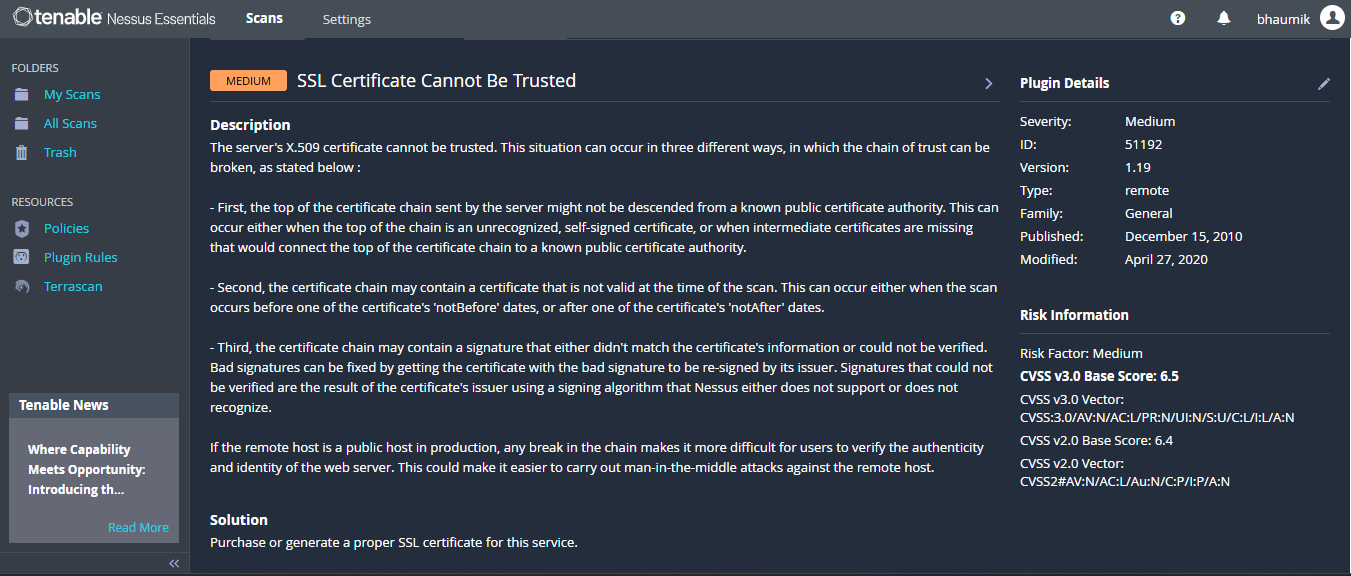 tenable Nessus Essentials
Scans
Settings
bhaumik
FOLDERS
My Scans
All Scans
Trash
RESOURCES
Policies
Plugin Rules
Terrascan
Tenable News
Where Capability
Meets Opportunity:
Introducing th...
Read More
MEDIUM
SSL Certificate Cannot Be Trusted
Description
The server's X.509 certificate cannot be trusted. This situation can occur in three different ways, in which the chain of trust can be
broken, as stated below :
- First, the top of the certificate chain sent by the server might not be descended from a known public certificate authority. This can
occur either when the top of the chain is an unrecognized, self-signed certificate, or when intermediate certificates are missing
that would connect the top of the certificate chain to a known public certificate authority.
- Second, the certificate chain may contain a certificate that is not valid at the time of the scan. This can occur either when the scan
occurs before one of the certificate's 'notBefore' dates, or after one of the certificate's 'notAfter' dates.
- Third, the certificate chain may contain a signature that either didn't match the certificate's information or could not be verified.
Bad signatures can be fixed by getting the certificate with the bad signature to be re-signed by its issuer. Signatures that could not
be verified are the result of the certificate's issuer using a signing algorithm that Nessus either does not support or does not
recognize.
If the remote host is a public host in production, any break in the chain makes it more difficult for users to verify the authenticity
and identity of the web server. This could make it easier to carry out man-in-the-middle attacks against the remote host.
Solution
Purchase or generate a proper SSL certificate for this service.
Plugin Details
Severity: Medium
ID: 51192
Version: 1.19
Type: remote
Family: General
Published: December 15, 2010
Modified: April 27, 2020
Risk Information
Risk Factor: Medium
CVSS v3.0 Base Score: 6.5
CVSS v3.0 Vector:
CVSS:3.0/AV:N/AC:L/PR:N/UI:N/S:U/C:L/I:L/A:N
CVSS v2.0 Base Score: 6.4
CVSS v2.0 Vector:
CVSS2#AV:N/AC:L/Au:N/C:P/I:P/A:N